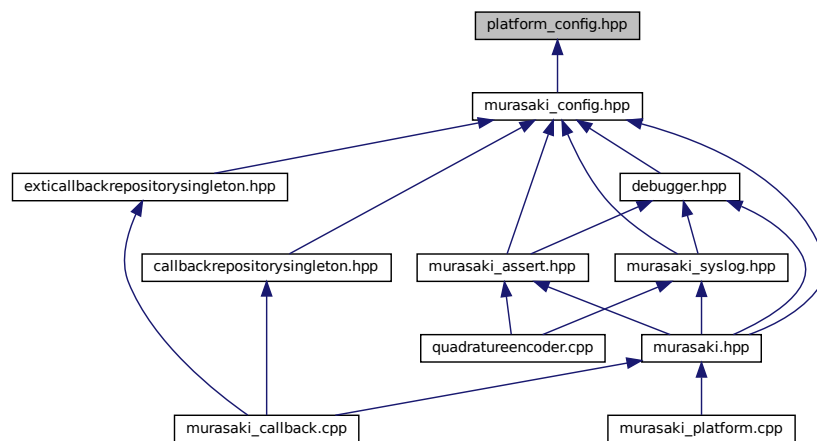 platform_config.hpp
murasaki_config.hpp
exticallbackrepositorysingleton.hpp
debugger.hpp
callbackrepositorysingleton.hpp
murasaki_assert.hpp
murasaki_syslog.hpp
quadratureencoder.cpp
murasaki.hpp
murasaki_callback.cpp
murasaki_platform.cpp